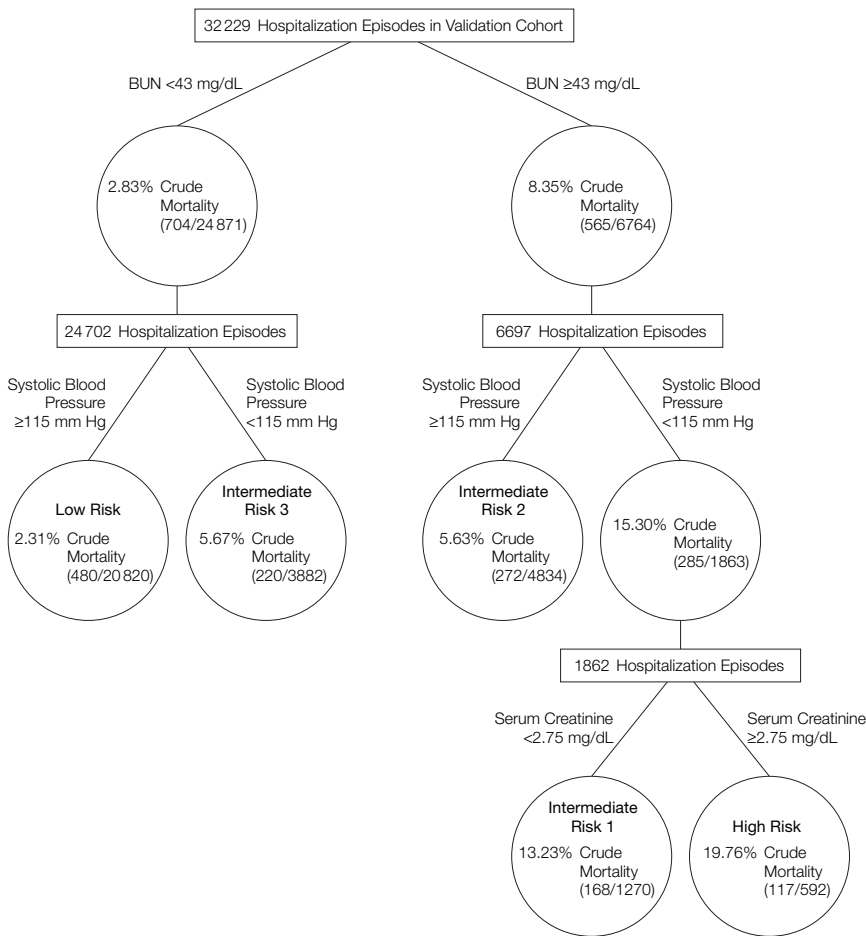 32 229 Hospitalization Episodes in Validation Cohort
BUN <43 mg/dL
BUN ≥43 mg/dL
2.83% Crude
Mortality
(704/24 871)
8.35% Crude
Mortality
(565/6764)
24 702 Hospitalization Episodes
6697 Hospitalization Episodes
Systolic Blood
Pressure
≥115 mm Hg
Systolic Blood
Pressure
<115 mm Hg
Systolic Blood
Pressure
≥115 mm Hg
Systolic Blood
Pressure
<115 mm Hg
Low Risk
2.31% Crude
Mortality
(480/20 820)
Intermediate
Risk 3
5.67% Crude
Mortality
(220/3882)
Intermediate
Risk 2
5.63% Crude
Mortality
(272/4834)
15.30% Crude
Mortality
(285/1863)
1862 Hospitalization Episodes
Serum Creatinine
<2.75 mg/dL
Serum Creatinine
≥2.75 mg/dL
Intermediate
Risk 1
13.23% Crude
Mortality
(168/1270)
High Risk
19.76% Crude
Mortality
(117/592)